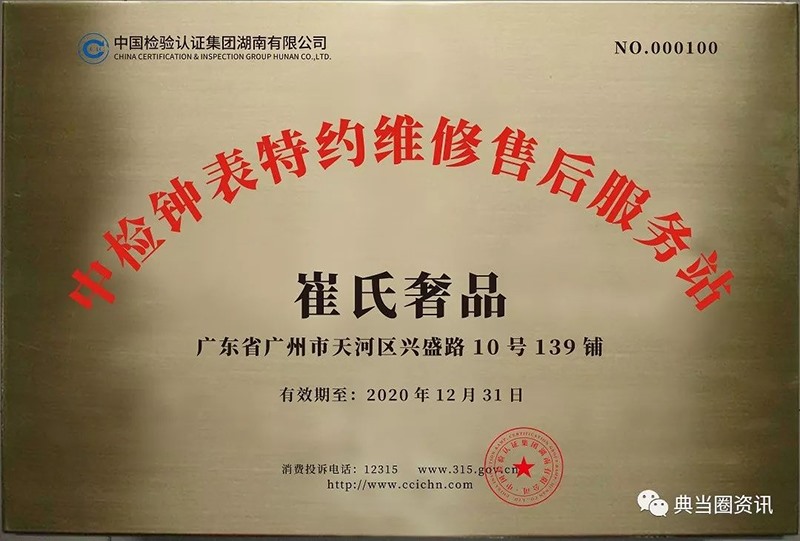 中国检验认证集团湖南有限公司
CHINA CERTIFICATION & INSPECTION GROUP HUNAN CO.,LTD.
NO.000100
中检钟表特约维修售后服务站
崔氏奢品
广东省广州市天河区兴盛路10号139铺
有效期至：2020年12月31日
消费投诉电话：12315 www.315.gov.cn
http://www.ccichn.com
典当圈资讯